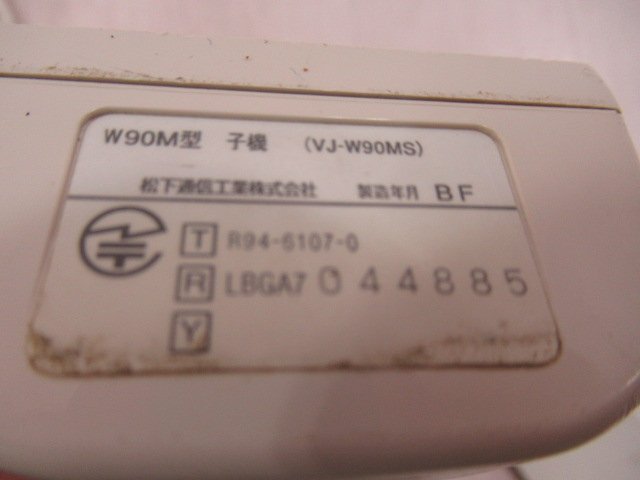 W90M型 子機 (VJ-W90MS)
松下通信工業株式会社 製造年月 BF
T R94-6107-0
R LBGA7 044885
Y